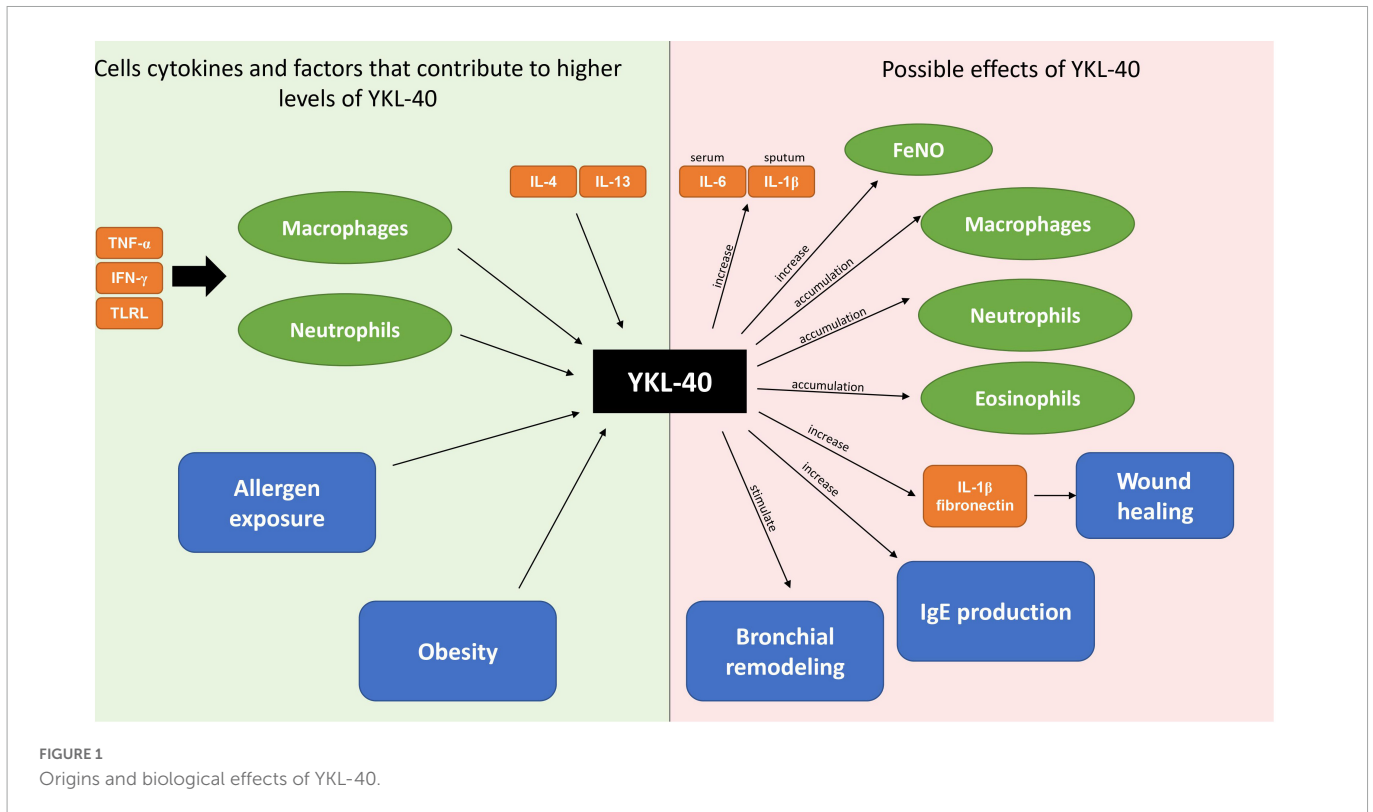 Cells cytokines and factors that contribute to higher
levels of YKL-40
TNF-α
IFN-γ
TLRL
Macrophages
Neutrophils
IL-4
IL-13
Allergen
exposure
Obesity
YKL-40
Possible effects of YKL-40
serum
sputum
IL-6
IL-1β
increase
FeNO
increase
Macrophages
accumulation
Neutrophils
accumulation
Eosinophils
accumulation
increase
IL-1β
fibronectin
Wound
healing
increase
IgE production
stimulate
Bronchial
remodeling
FIGURE 1
Origins and biological effects of YKL-40.